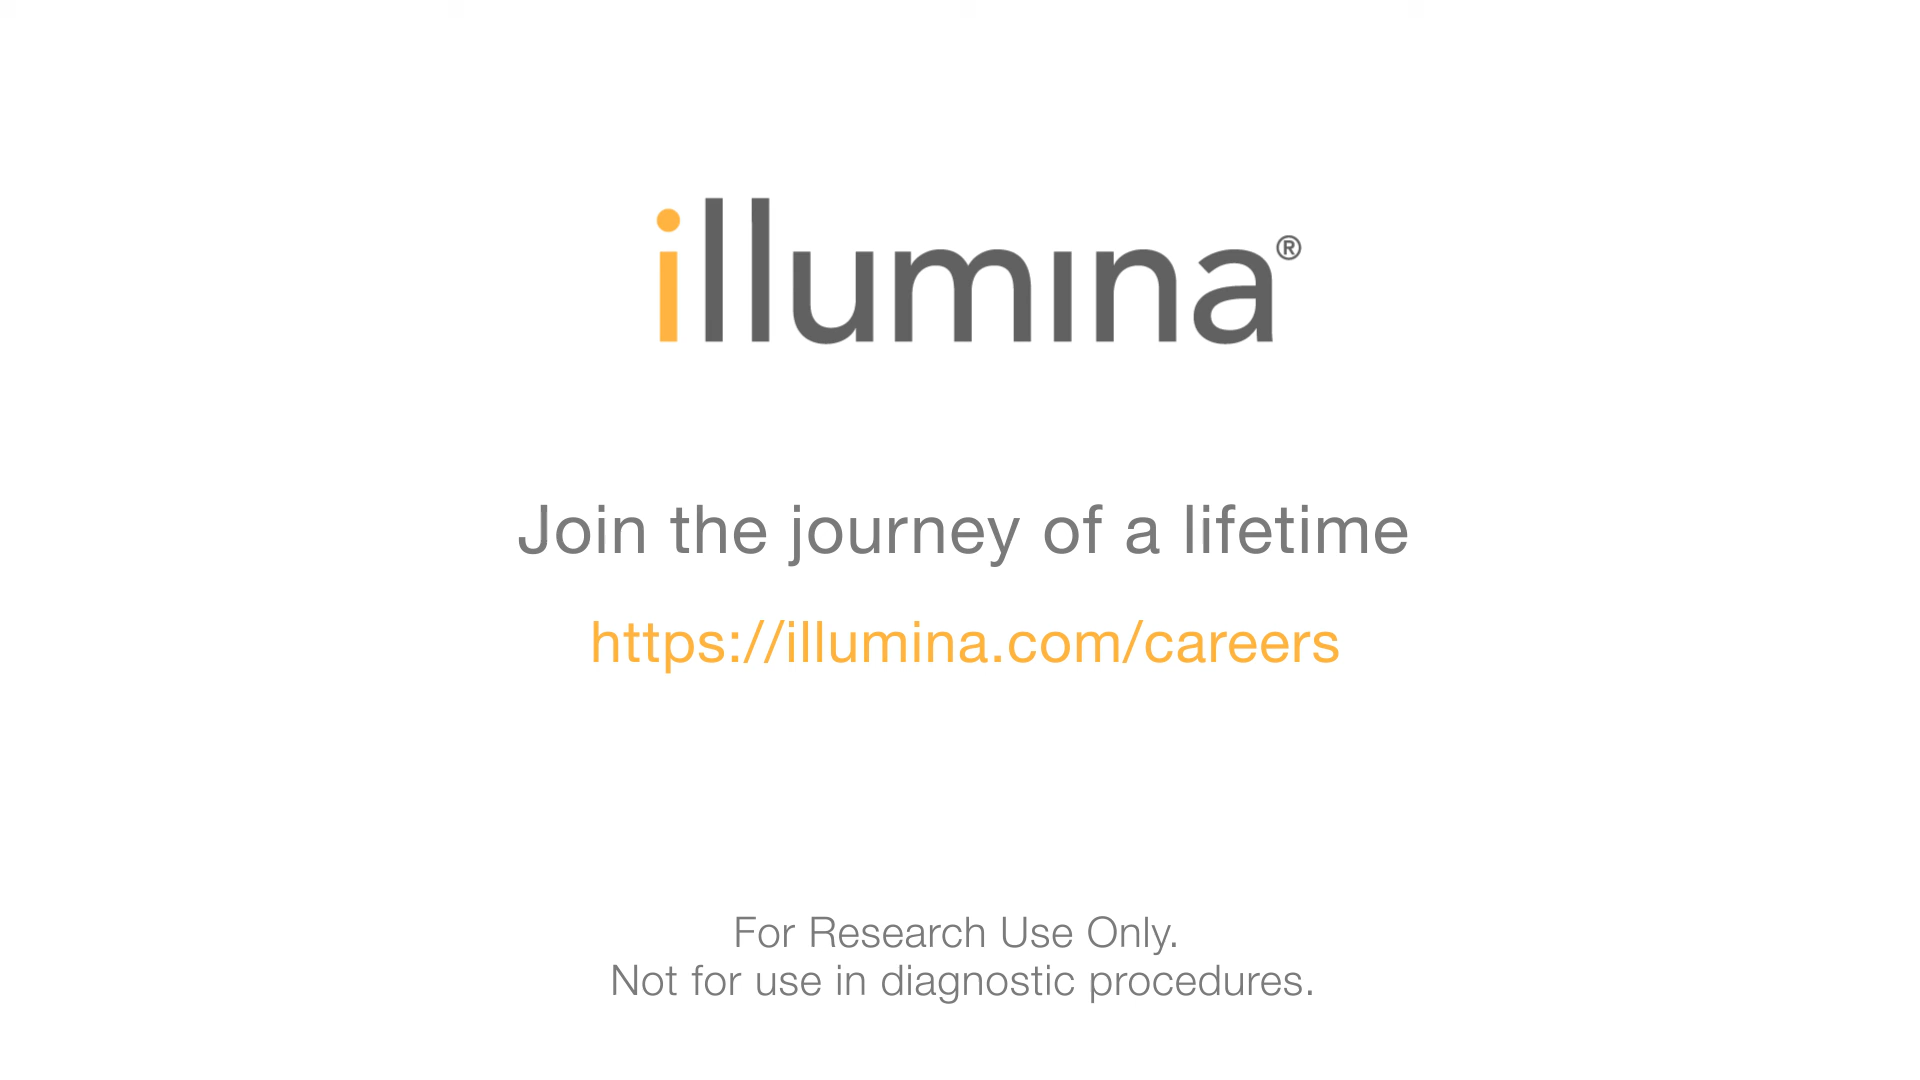 illumina®
Join the journey of a lifetime
https://illumina.com/careers
For Research Use Only.
Not for use in diagnostic procedures.